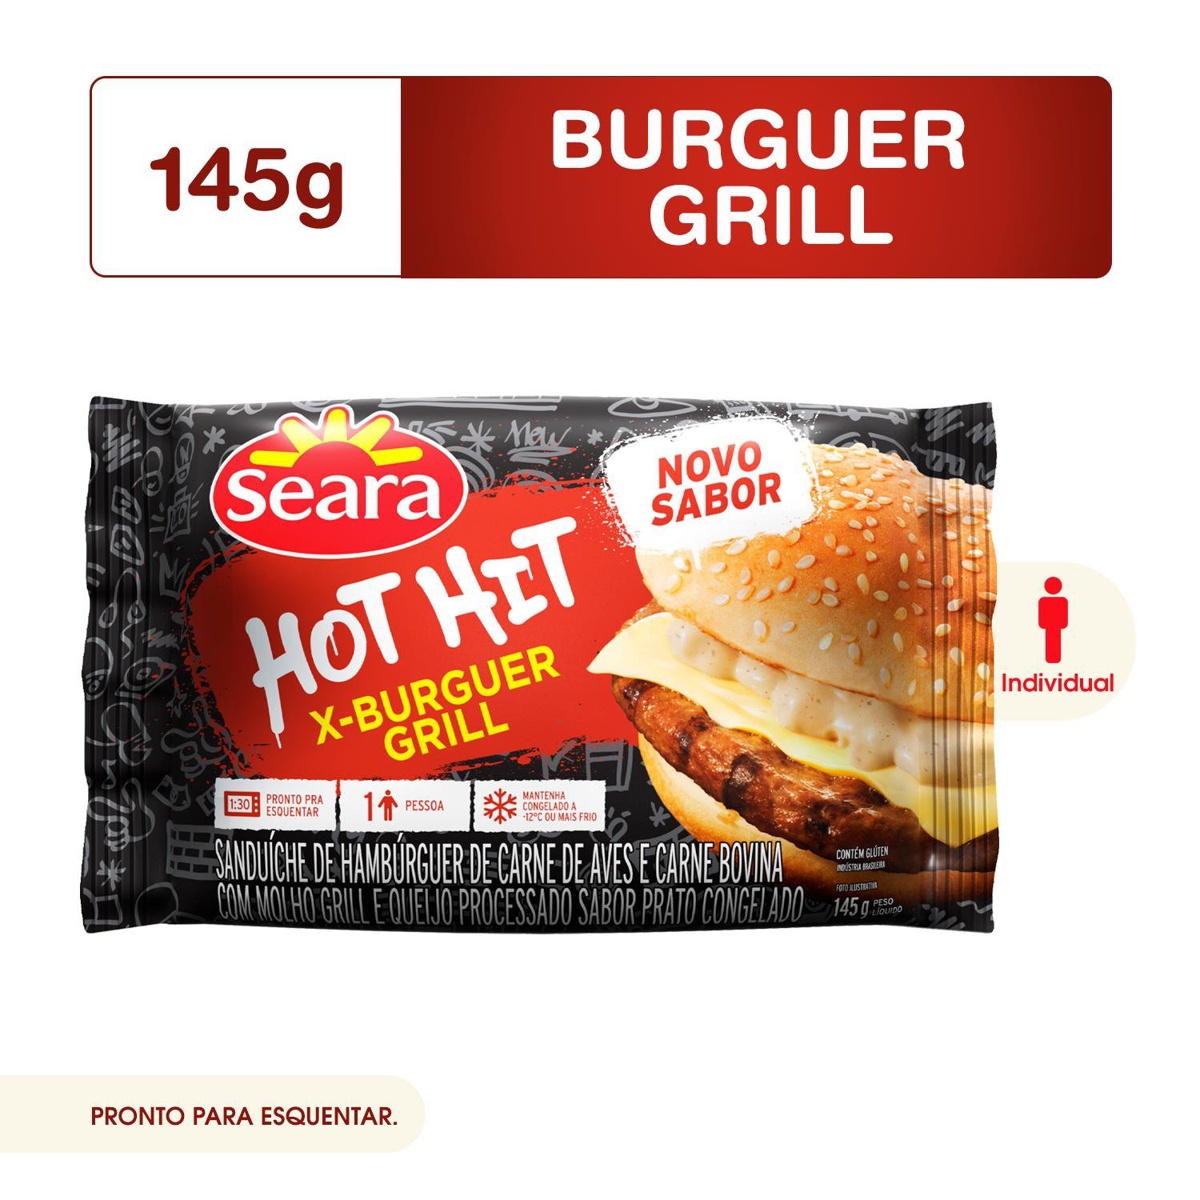 145g
BURGUER
GRILL
Seara
NOVO
SABOR
HOT HIT
X-BURGUER
GRILL
Individual
1:30 PRONTO PRA
ESQUENTAR
1 PESSOA
MANTENHA
CONGELADO A
-12°C OU MAIS FRIO
SANDUÍCHE DE HAMBÚRGUER DE CARNE DE AVES E CARNE BOVINA
COM MOLHO GRILL E QUEIJO PROCESSADO SABOR PRATO CONGELADO
CONTÉM GLÚTEN
INDÚSTRIA BRASILEIRA
FOTO ILUSTRATIVA
145 g PESO
LÍQUIDO
PRONTO PARA ESQUENTAR.